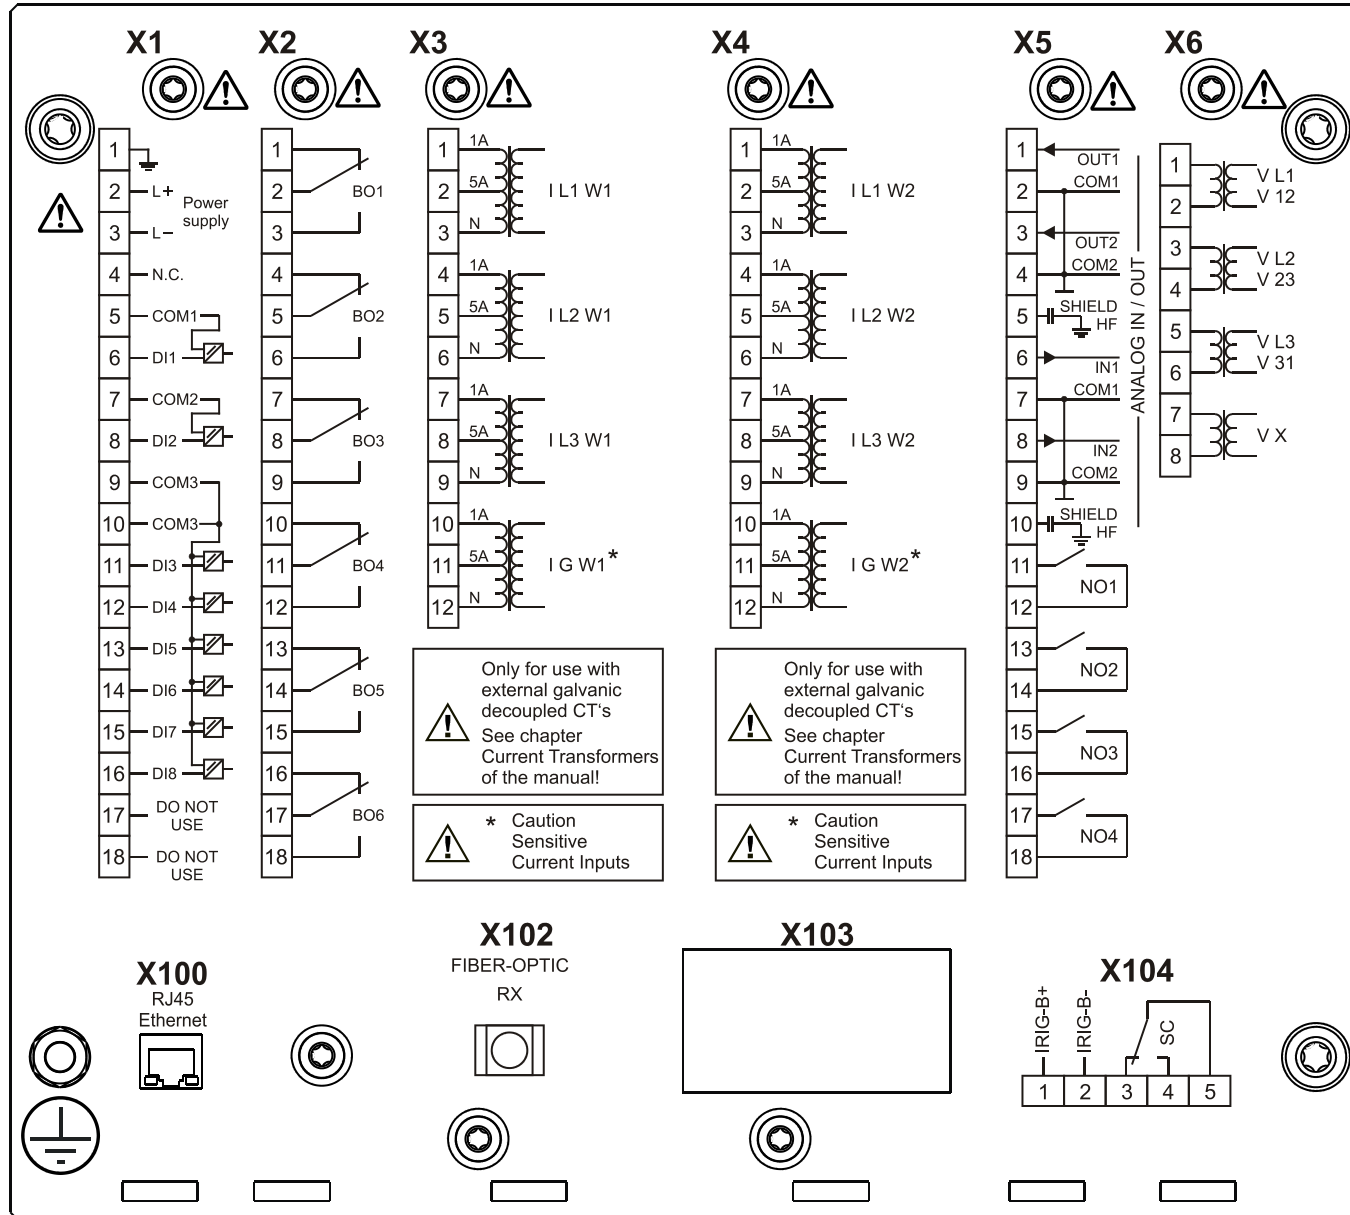 X1
X2
X3
X4
X5
X6
1
2 L+
Power
supply
3 L−
4 N.C.
5 COM1
6 DI1
7 COM2
8 DI2
9 COM3
10 COM3
11 DI3
12 DI4
13 DI5
14 DI6
15 DI7
16 DI8
17 DO NOT
USE
18 DO NOT
USE
1
2 BO1
3
4
5 BO2
6
7
8 BO3
9
10
11 BO4
12
13
14 BO5
15
16
17 BO6
18
1 1A
2 5A I L1 W1
3 N
4 1A
5 5A I L2 W1
6 N
7 1A
8 5A I L3 W1
9 N
10 1A
11 5A I G W1*
12 N
Only for use with
external galvanic
decoupled CT's
See chapter
Current Transformers
of the manual!
* Caution
Sensitive
Current Inputs
1 1A
2 5A I L1 W2
3 N
4 1A
5 5A I L2 W2
6 N
7 1A
8 5A I L3 W2
9 N
10 1A
11 5A I G W2*
12 N
Only for use with
external galvanic
decoupled CT's
See chapter
Current Transformers
of the manual!
* Caution
Sensitive
Current Inputs
1 OUT1
2 COM1
3 OUT2
4 COM2
5 SHIELD
HF
6 IN1
7 COM1
8 IN2
9 COM2
10 SHIELD
HF
ANALOG IN / OUT
11
NO1
12
13
NO2
14
15
NO3
16
17
NO4
18
1 V L1
2 V 12
3 V L2
4 V 23
5 V L3
6 V 31
7
V X
8
X100
RJ45
Ethernet
X102
FIBER-OPTIC
RX
X103
X104
IRIG-B+
IRIG-B-
SC
1 2 3 4 5